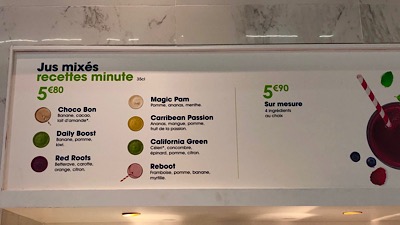 Jus mixés
recettes minute 35cl
5€80
Choco Bon
Banane, cacao,
lait d'amande*
Daily Boost
Banane, pomme,
kiwi.
Red Roots
Betterave, carotte,
orange, citron.
Magic Pam
Pomme, ananas, menthe.
Carribean Passion
Ananas, mangue, pomme,
fruit de la passion.
California Green
Céleri*, concombre,
épinard, pomme, citron.
Reboot
Framboise, pomme, banane,
myrtille.
5€90
Sur mesure
4 ingrédients
au choix